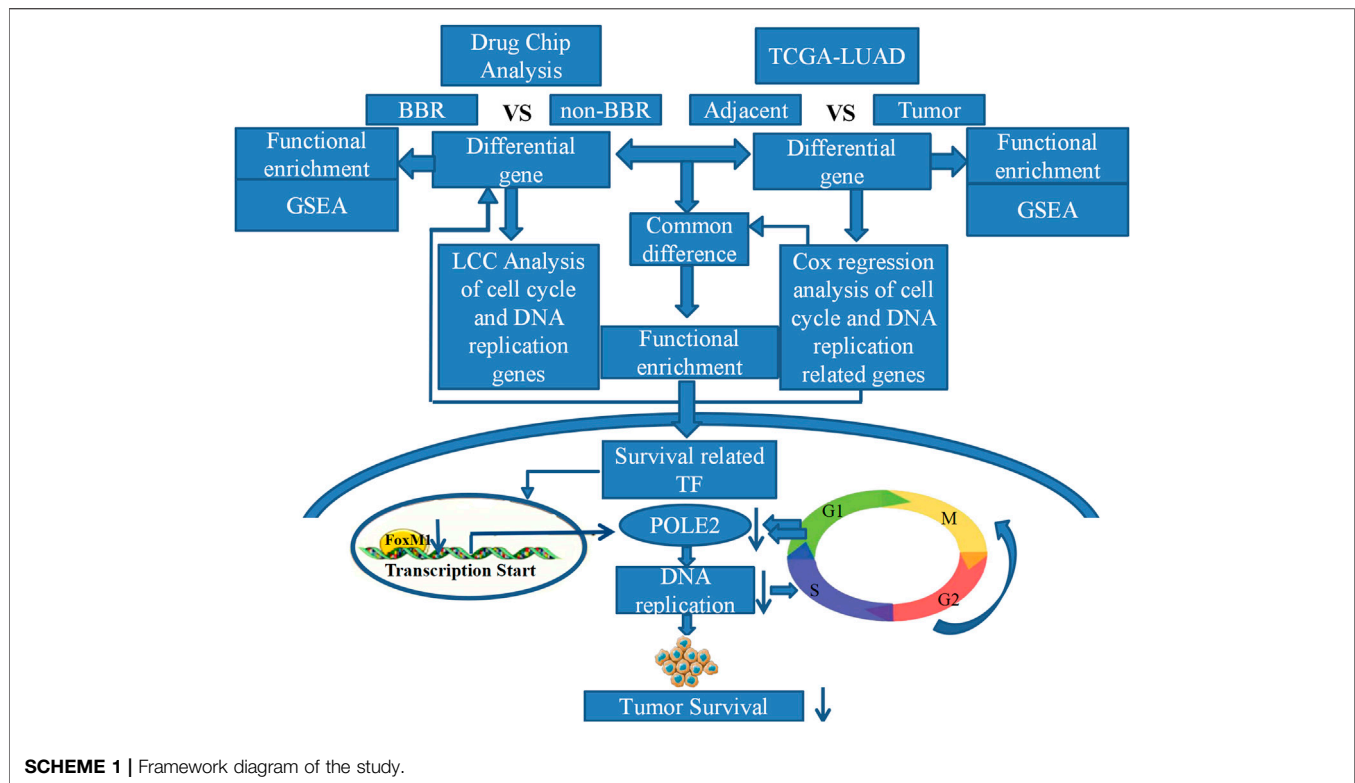 Drug Chip
Analysis
TCGA-LUAD
BBR
VS
non-BBR
Adjacent
VS
Tumor
Functional
enrichment
GSEA
Differential
gene
Differential
gene
Functional
enrichment
GSEA
Common
difference
LCC Analysis
of cell cycle
and DNA
replication
genes
Functional
enrichment
Cox regression
analysis of cell
cycle and DNA
replication
related genes
Survival related
TF
FoxM1
Transcription Start
POLE2
G1
M
S
G2
DNA
replication
Tumor Survival
SCHEME 1 | Framework diagram of the study.